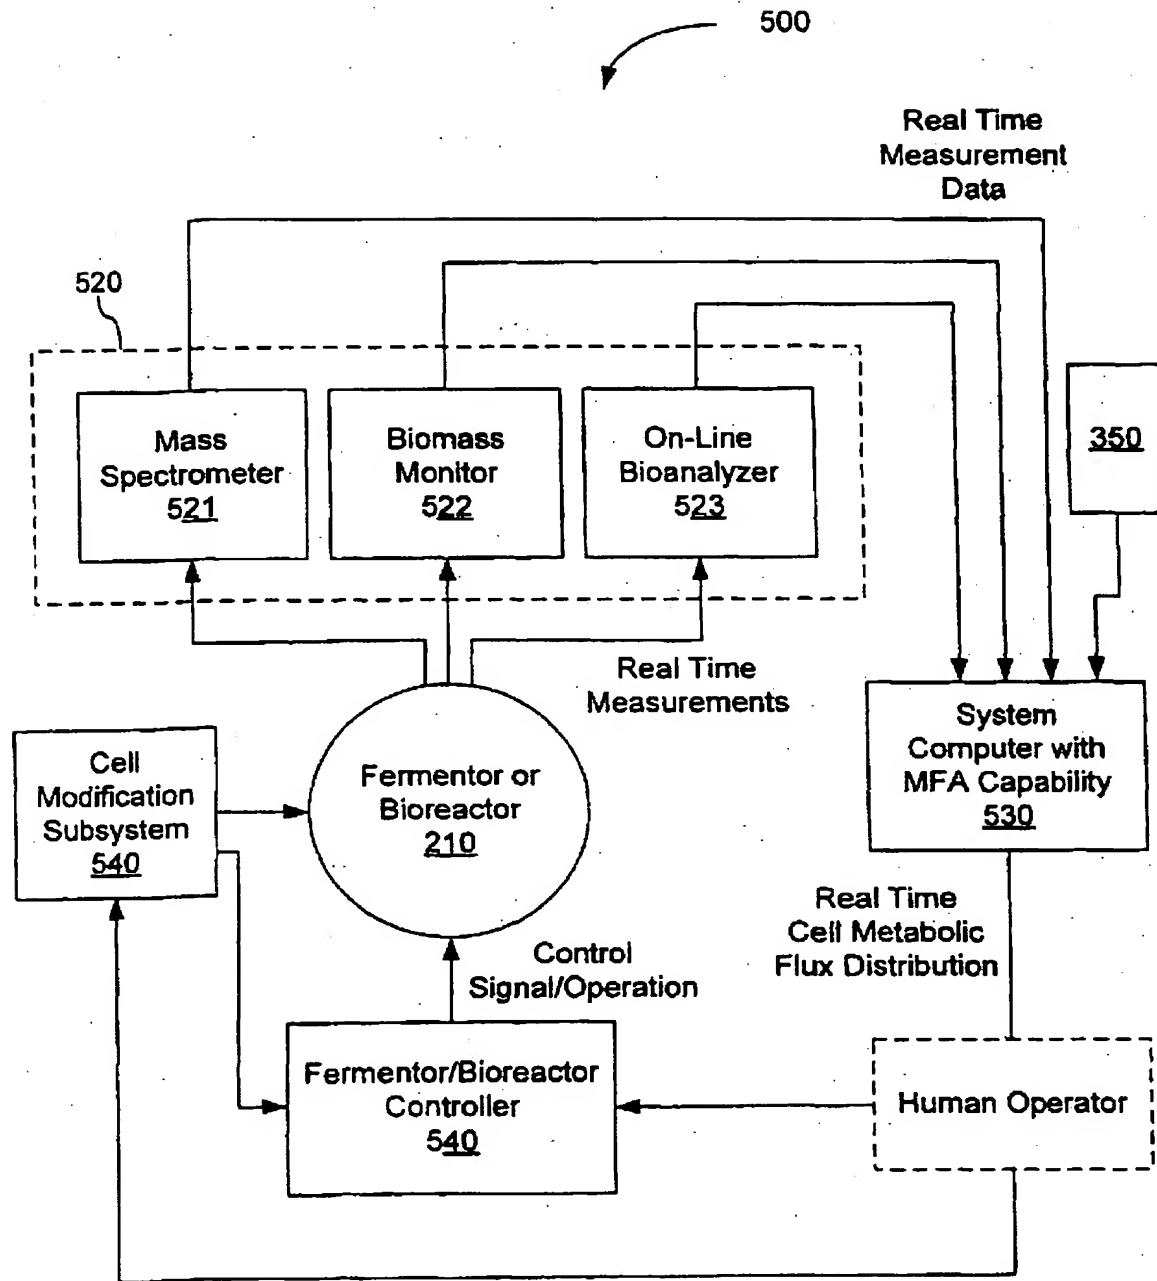 500
Real Time
Measurement
Data
520
Mass
Spectrometer
521
Biomass
Monitor
522
On-Line
Bioanalyzer
523
350
Real Time
Measurements
System
Computer with
MFA Capability
530
Cell
Modification
Subsystem
540
Fermentor or
Bioreactor
210
Real Time
Cell Metabolic
Flux Distribution
Control
Signal/Operation
Fermentor/Bioreactor
Controller
540
Human Operator